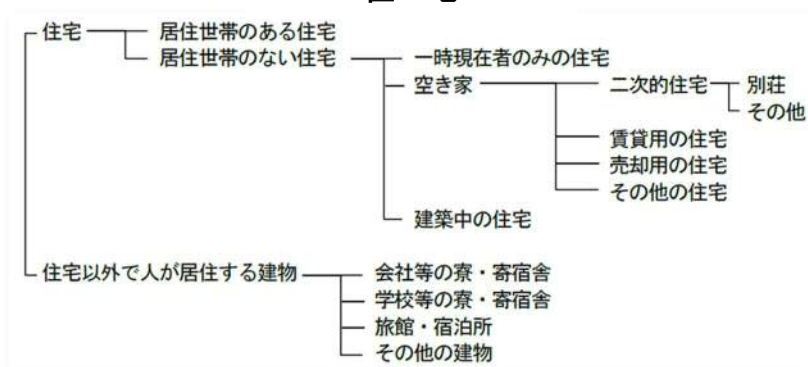 住宅 居住世帯のある住宅
居住世帯のない住宅 一時現在者のみの住宅
空き家 二次的住宅 別荘
その他
賃貸用の住宅
売却用の住宅
その他の住宅
建築中の住宅
住宅以外で人が居住する建物 会社等の寮・寄宿舎
学校等の寮・寄宿舎
旅館・宿泊所
その他の建物